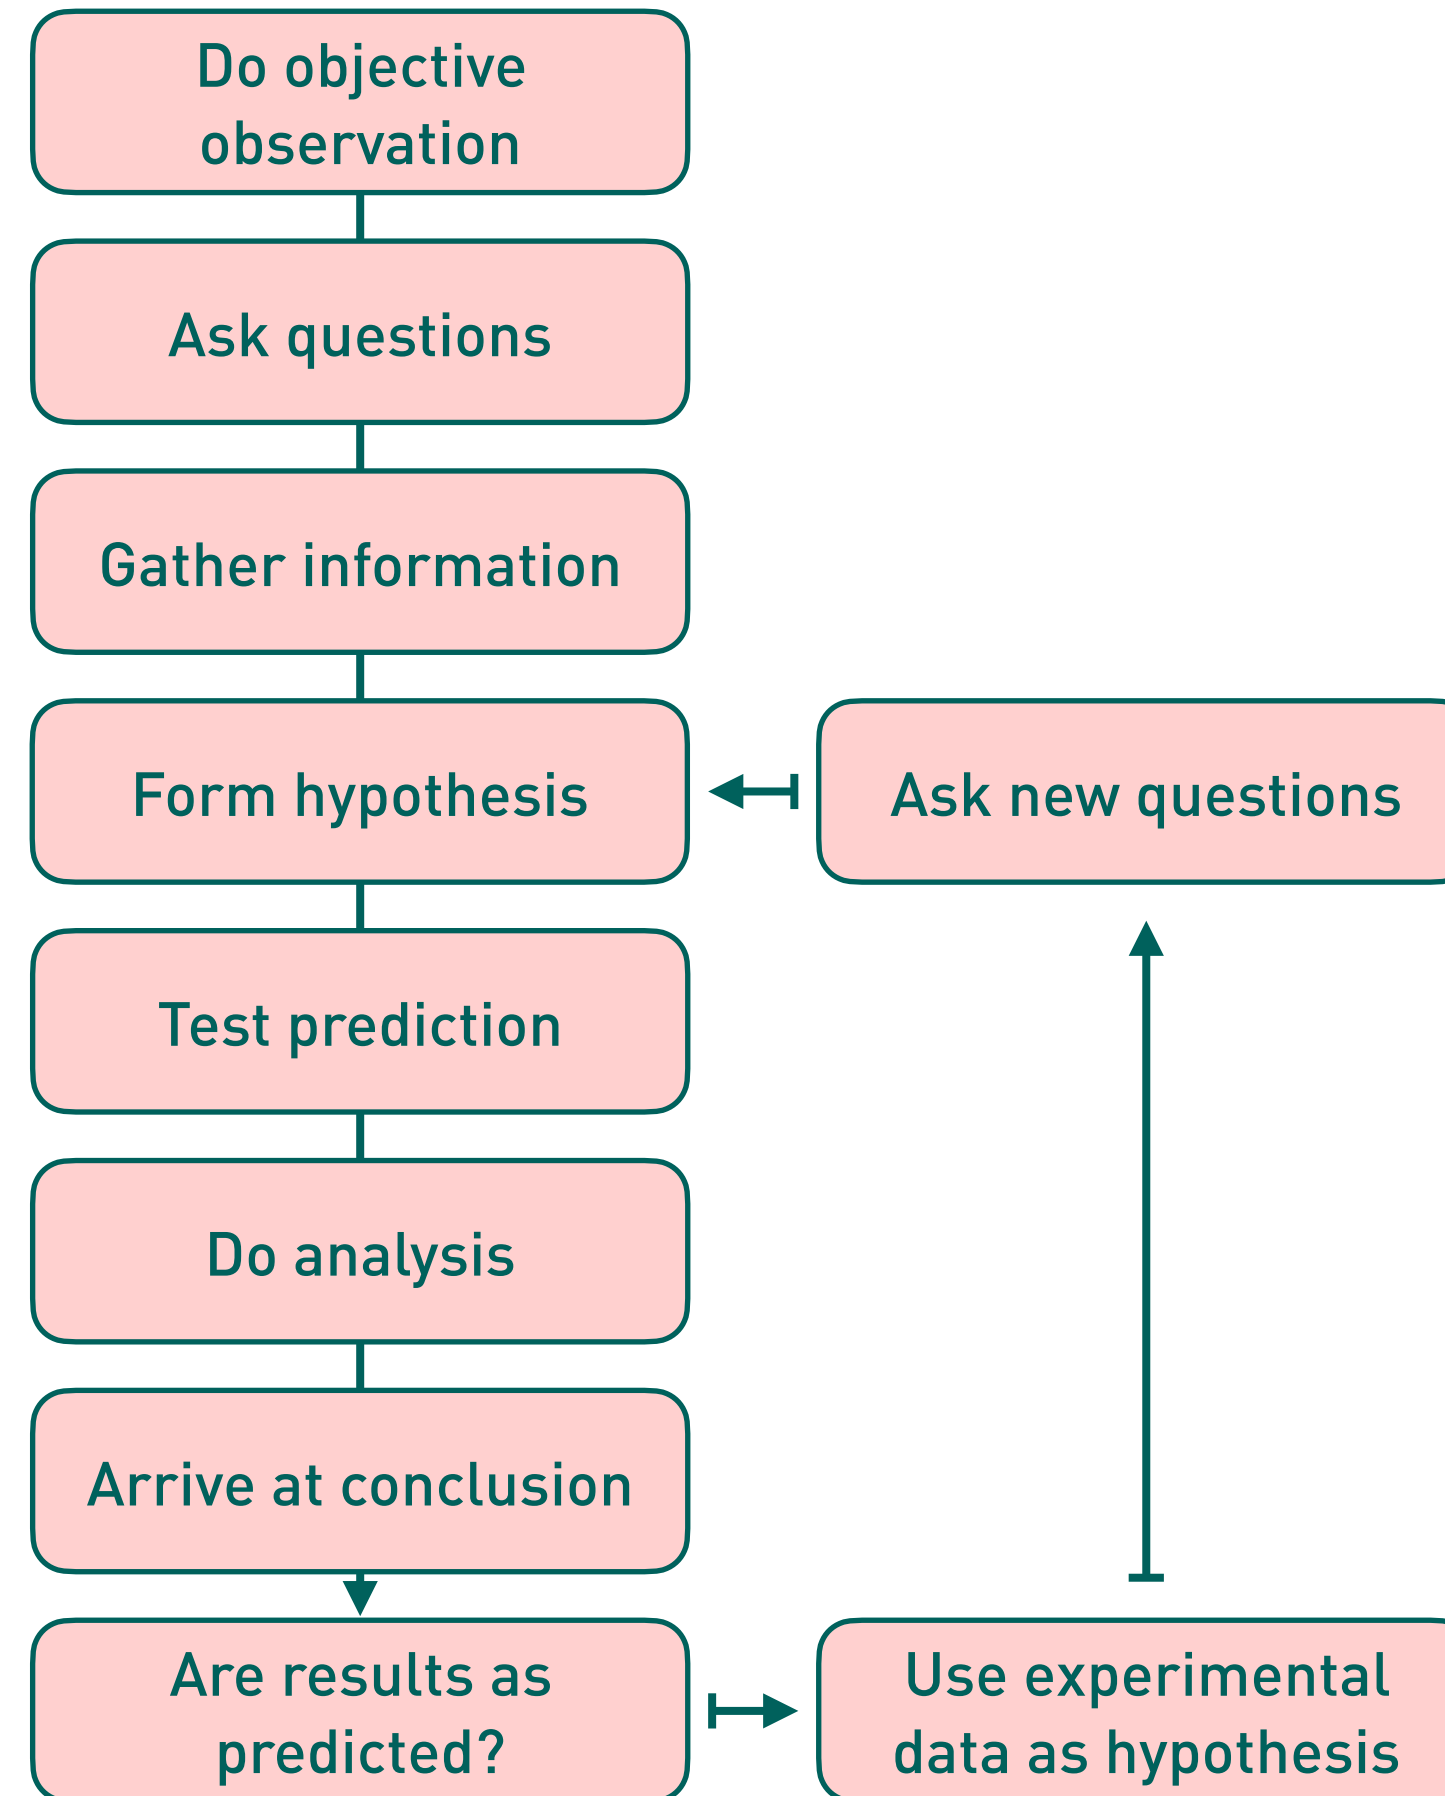 Do objective
observation
Ask questions
Gather information
Form hypothesis
Ask new questions
Test prediction
Do analysis
Arrive at conclusion
Are results as
predicted?
Use experimental
data as hypothesis